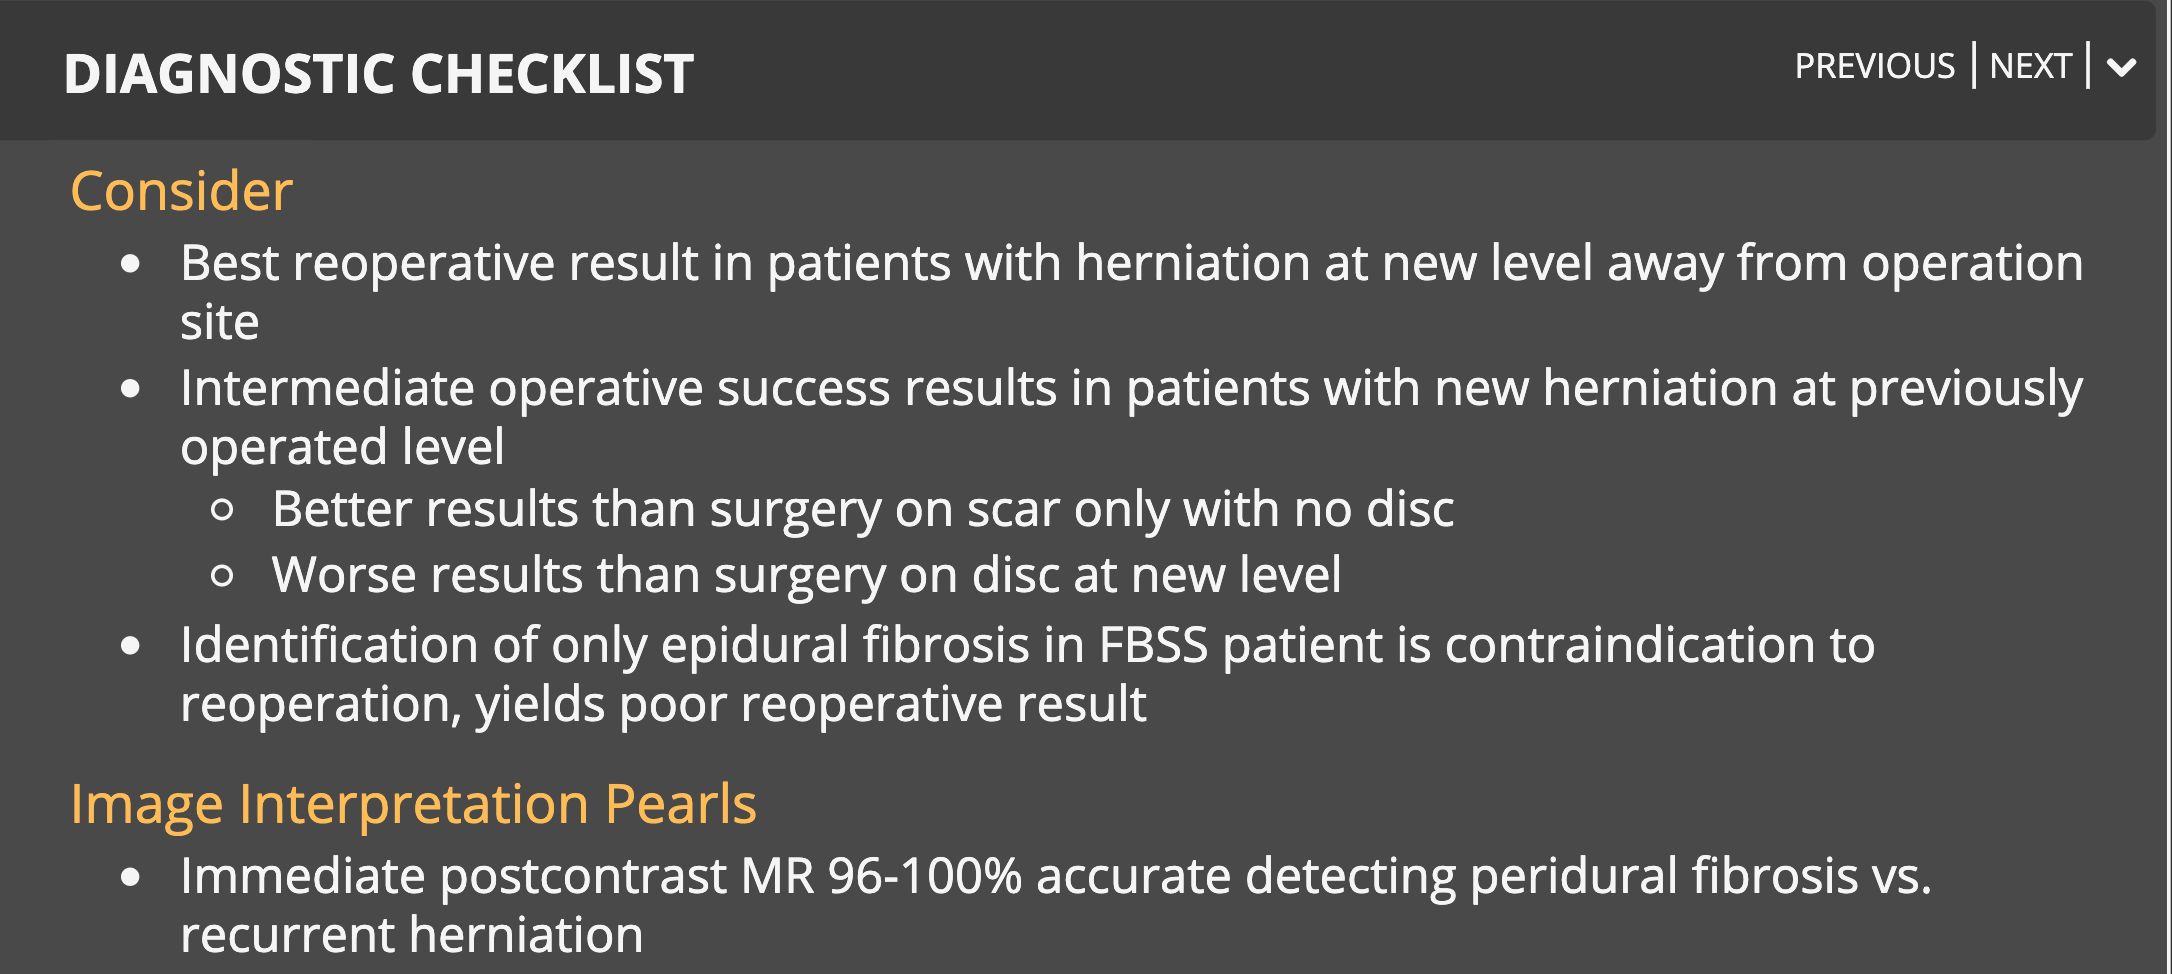 DIAGNOSTIC CHECKLIST
PREVIOUS | NEXT |
Consider
• Best reoperative result in patients with herniation at new level away from operation
site
• Intermediate operative success results in patients with new herniation at previously
operated level
○ Better results than surgery on scar only with no disc
○ Worse results than surgery on disc at new level
• Identification of only epidural fibrosis in FBSS patient is contraindication to
reoperation, yields poor reoperative result
Image Interpretation Pearls
• Immediate postcontrast MR 96-100% accurate detecting peridural fibrosis vs.
recurrent herniation